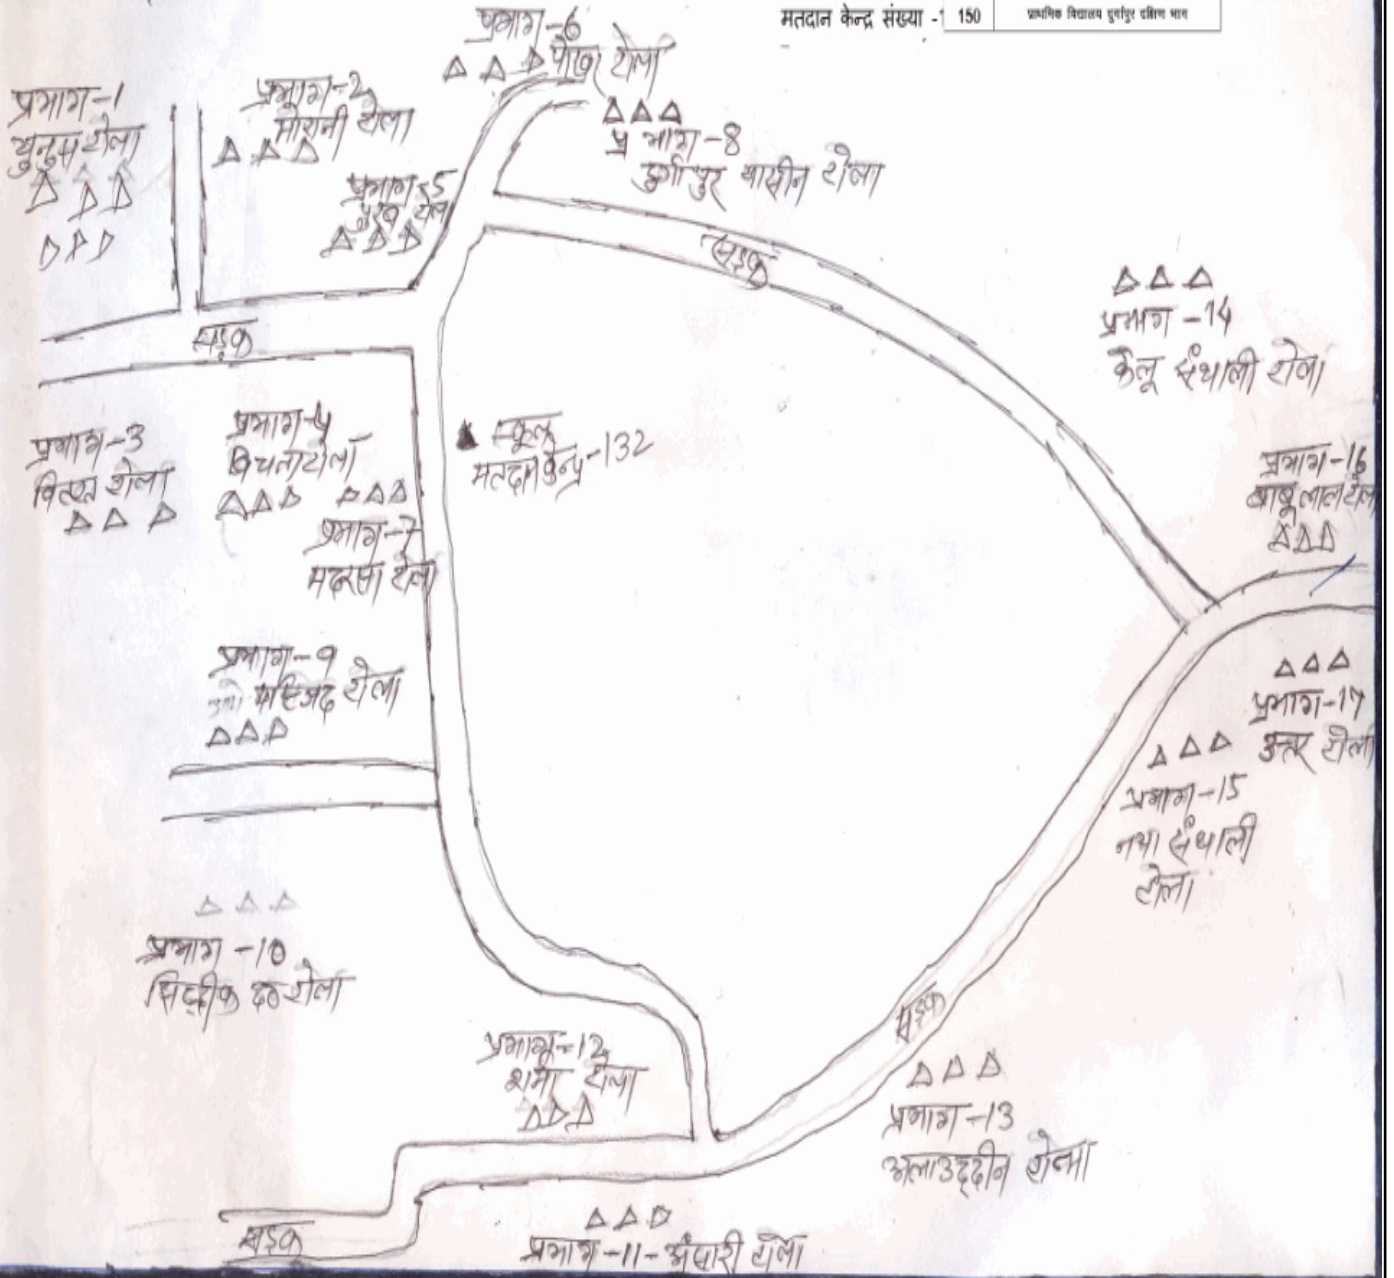 मतदान केन्द्र संख्या - 150 प्राथमिक विद्यालय दुर्गापुर दक्षिण भाग
प्रभाग-6
पोखर टोला
प्रभाग-1
युनुस टोला
प्रभाग-2
मोरानी टोला
प्रभाग-8
दुर्गापुर यासीन टोला
प्रभाग-5
टोला
सड़क
प्रभाग-14
केलू संथाली टोला
सड़क
प्रभाग-3
टोला
प्रभाग-4
बिचलाटोला
स्कूल
मतदान केन्द्र-132
प्रभाग-16
बाबूलाल टोला
प्रभाग-7
मदरसा टोला
प्रभाग-9
मस्जिद टोला
प्रभाग-17
उत्तर टोला
प्रभाग-15
नया संथाली
टोला
प्रभाग-10
सिद्दीक टोला
सड़क
प्रभाग-12
शर्मा टोला
प्रभाग-13
अलाउद्दीन टोला
सड़क
प्रभाग-11-अंसारी टोला